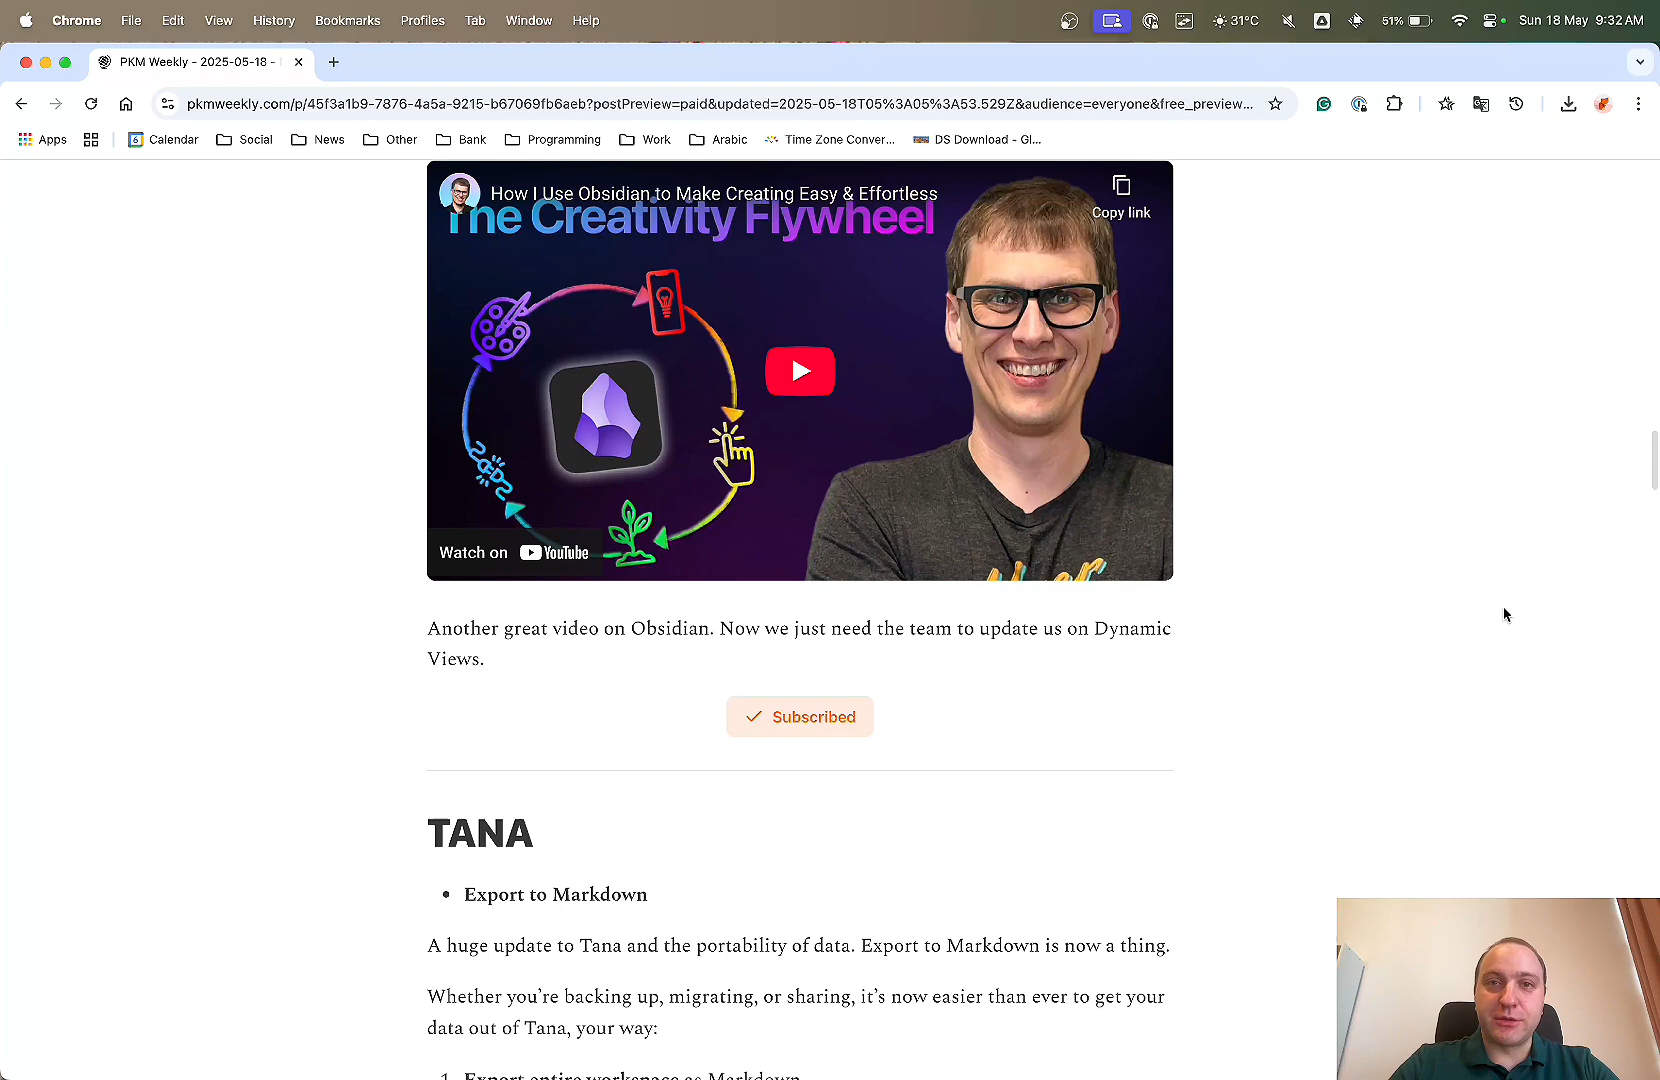 Chrome File Edit View History Bookmarks Profiles Tab Window Help 31°C 51% Sun 18 May 9:32 AM
PKM Weekly - 2025-05-18 -
pkmweekly.com/p/45f3a1b9-7876-4a5a-9215-b67069fb6aeb?postPreview=paid&updated=2025-05-18T05%3A05%3A53.529Z&audience=everyone&free_preview...
Apps 6 Calendar Social News Other Bank Programming Work Arabic Time Zone Conver... DS Download - Gl...
How I Use Obsidian to Make Creating Easy & Effortless
Copy link
The Creativity Flywheel
Watch on YouTube
Another great video on Obsidian. Now we just need the team to update us on Dynamic
Views.
Subscribed
TANA
• Export to Markdown
A huge update to Tana and the portability of data. Export to Markdown is now a thing.
Whether you're backing up, migrating, or sharing, it's now easier than ever to get your
data out of Tana, your way:
1. Export entire workspace as Markdown